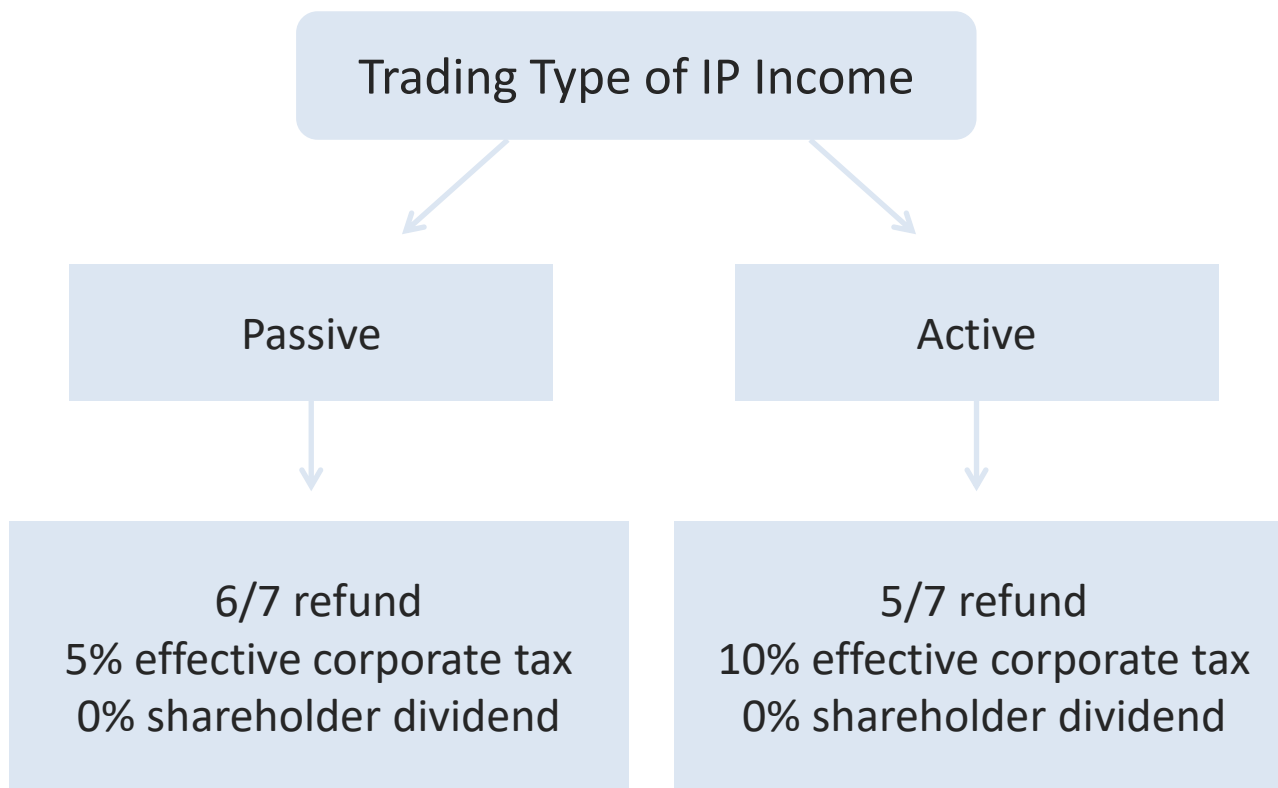 Trading Type of IP Income
Passive
Active
6/7 refund
5% effective corporate tax
0% shareholder dividend
5/7 refund
10% effective corporate tax
0% shareholder dividend